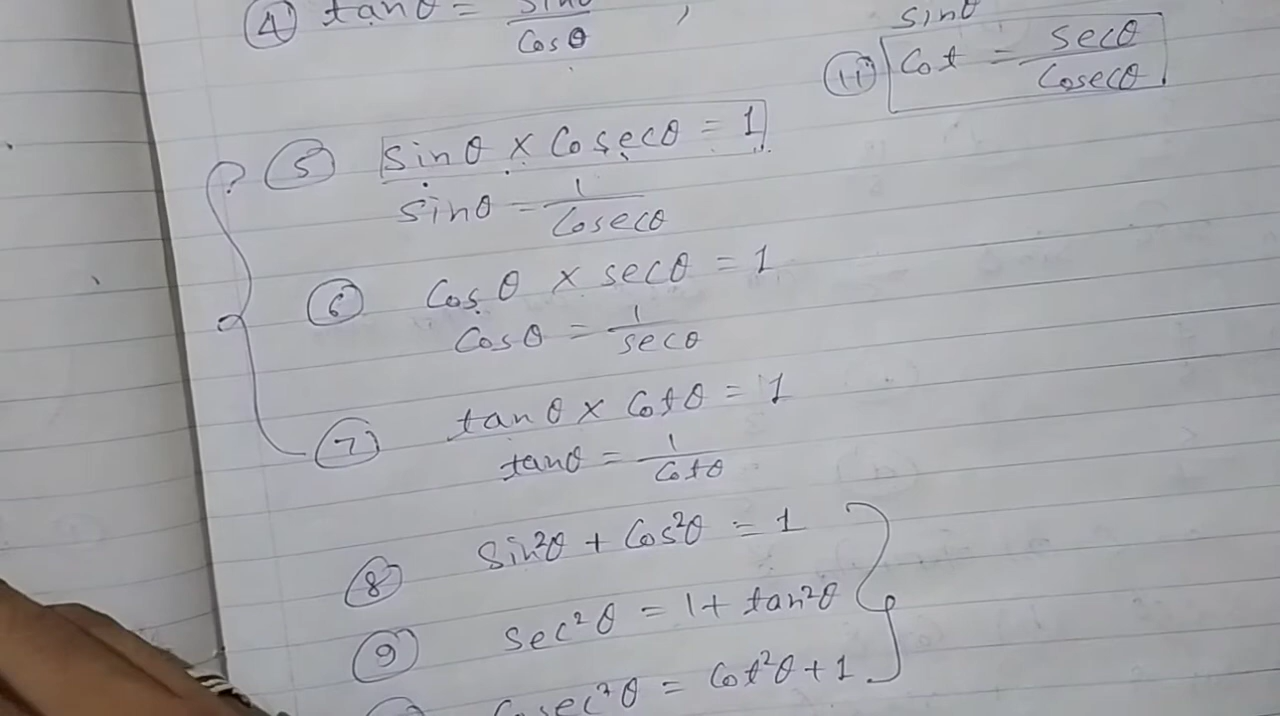 ④ tanθ = sinθ/cosθ ,
sinθ
⑪ Cot = secθ/Cosecθ
⑤ sinθ × Cosecθ = 1
sinθ = 1/Cosecθ
⑥ Cosθ × secθ = 1
Cosθ = 1/secθ
⑦ tanθ × Cotθ = 1
tanθ = 1/Cotθ
⑧ Sin²θ + Cos²θ = 1
⑨ Sec²θ = 1 + tan²θ
Cosec²θ = Cot²θ + 1